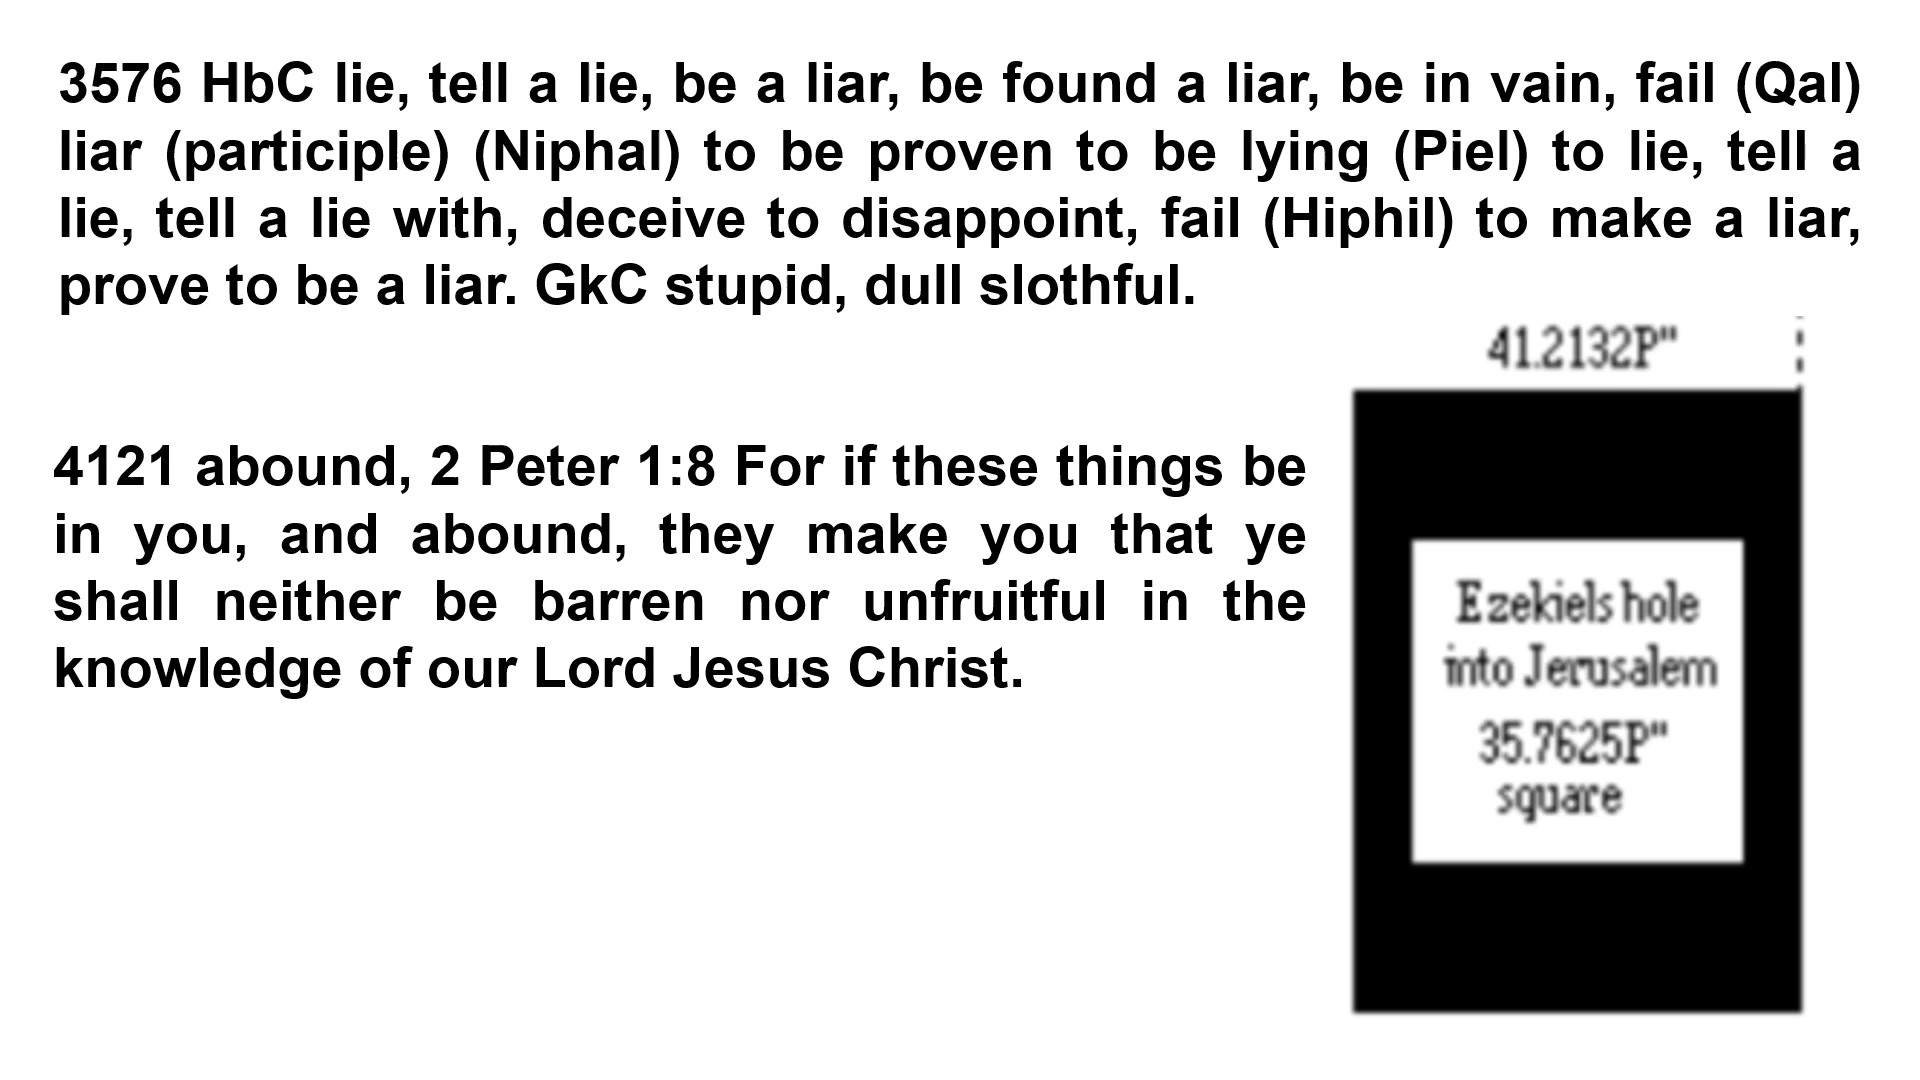 3576 HbC lie, tell a lie, be a liar, be found a liar, be in vain, fail (Qal)
liar (participle) (Niphal) to be proven to be lying (Piel) to lie, tell a
lie, tell a lie with, deceive to disappoint, fail (Hiphil) to make a liar,
prove to be a liar. GkC stupid, dull slothful.
41.2132P"
4121 abound, 2 Peter 1:8 For if these things be
in you, and abound, they make you that ye
shall neither be barren nor unfruitful in the
knowledge of our Lord Jesus Christ.
Ezekiels hole
into Jerusalem
35.7625P"
square